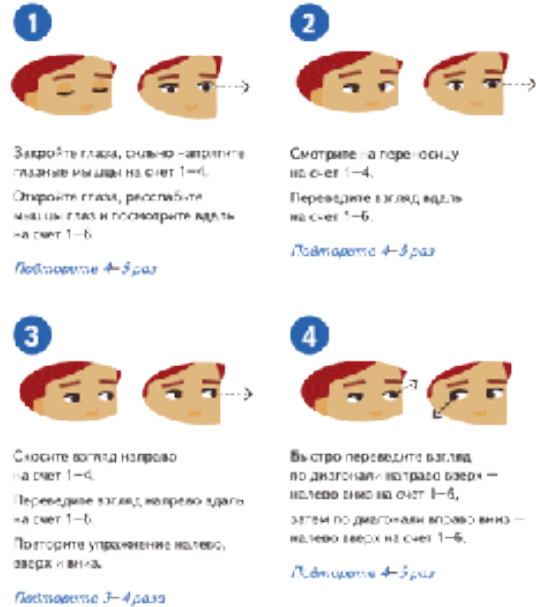 1
Закройте глаза, сильно напрягите
глазные мышцы на счет 1–4.
Откройте глаза, расслабьте
мышцы глаз и посмотрите вдаль
на счет 1–6.
Повторите 4–5 раз
2
Смотрите на переносицу
на счет 1–4.
Переведите взгляд вдаль
на счет 1–6.
Повторите 4–5 раз
3
Скосите взгляд направо
на счет 1–4.
Переведите взгляд направо вдаль
на счет 1–6.
Повторите упражнение налево,
вверх и вниз.
Повторите 3–4 раза
4
Быстро переведите взгляд
по диагонали направо вверх –
налево вниз на счет 1–6,
затем по диагонали вправо вниз –
налево вверх на счет 1–6.
Повторите 4–5 раз